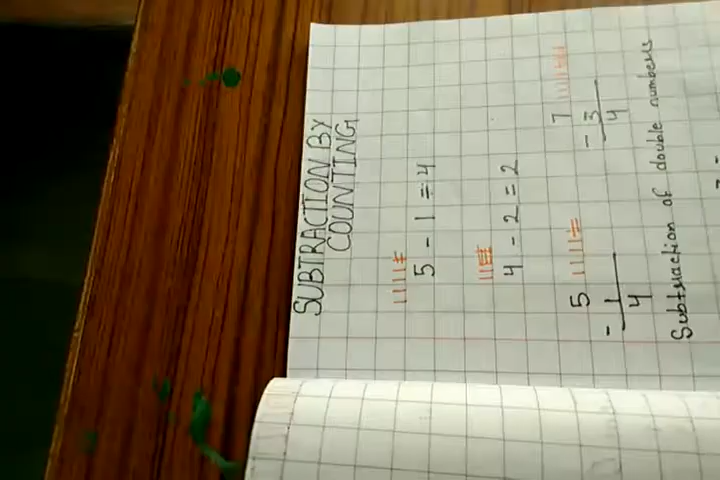 SUBTRACTION BY
COUNTING
5 - 1 = 4
4 - 2 = 2
5 7
- 1 - 3
4 4
Subtraction of double numbers